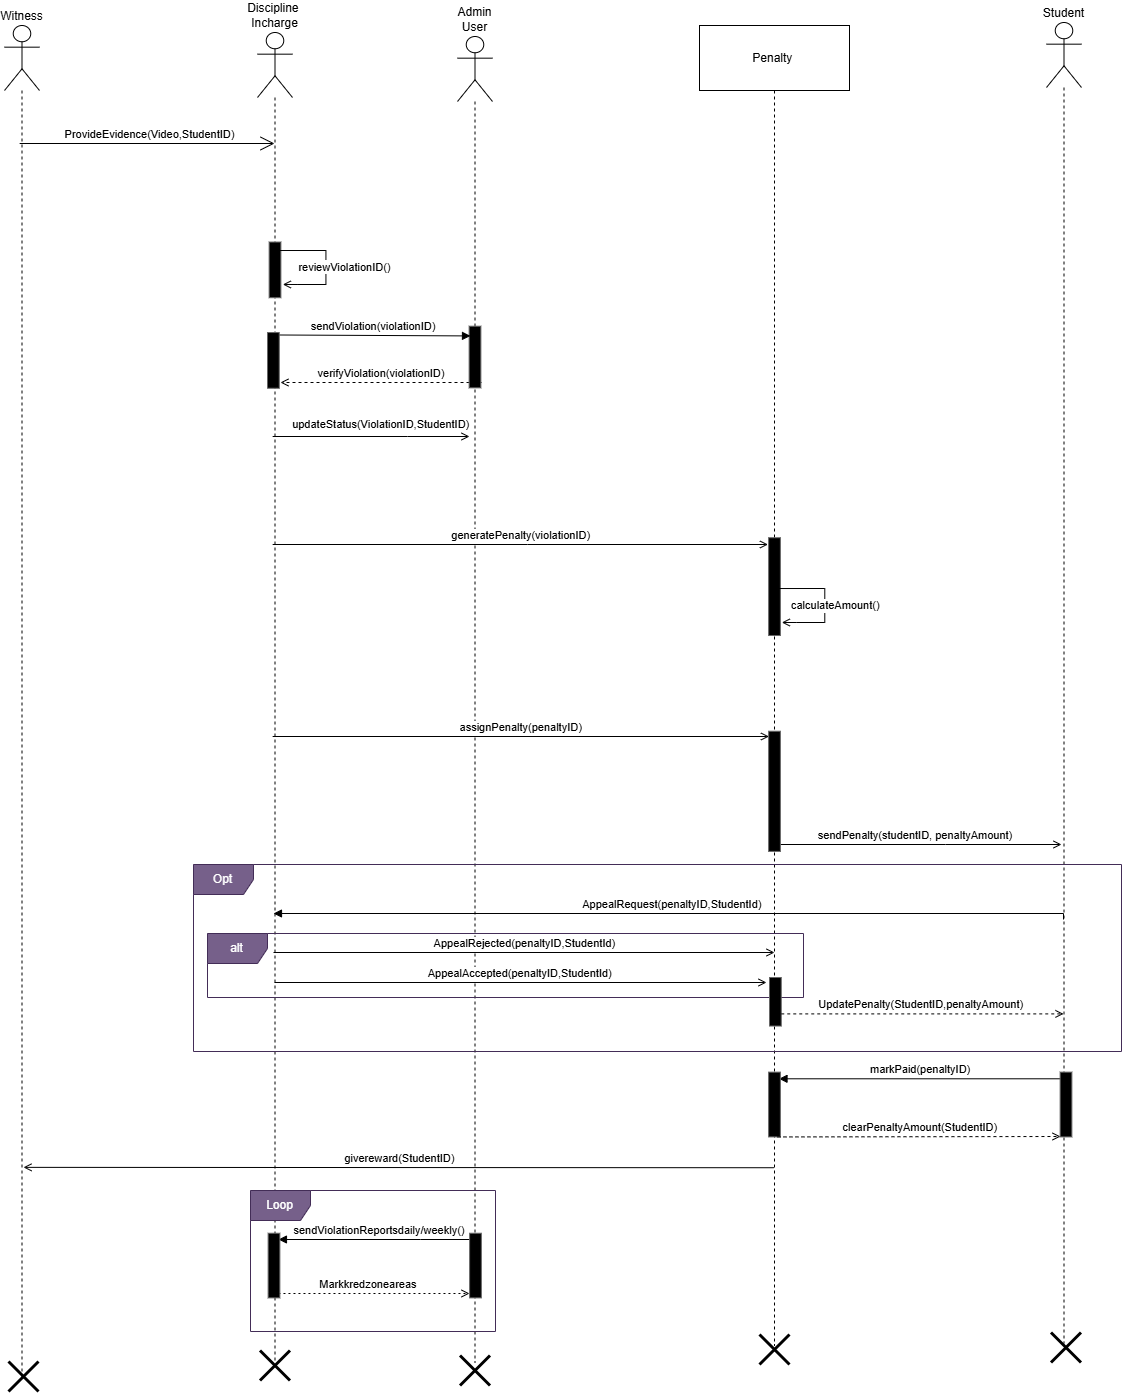 Witness
Discipline
Incharge
Admin
User
Penalty
Student
ProvideEvidence(Video,StudentID)
reviewViolationID()
sendViolation(violationID)
verifyViolation(violationID)
updateStatus(ViolationID,StudentID)
generatePenalty(violationID)
calculateAmount()
assignPenalty(penaltyID)
sendPenalty(studentID, penaltyAmount)
Opt
AppealRequest(penaltyID,StudentId)
alt
AppealRejected(penaltyID,StudentId)
AppealAccepted(penaltyID,StudentId)
UpdatePenalty(StudentID,penaltyAmount)
markPaid(penaltyID)
clearPenaltyAmount(StudentID)
givereward(StudentID)
Loop
sendViolationReportsdaily/weekly()
Markkredzoneareas